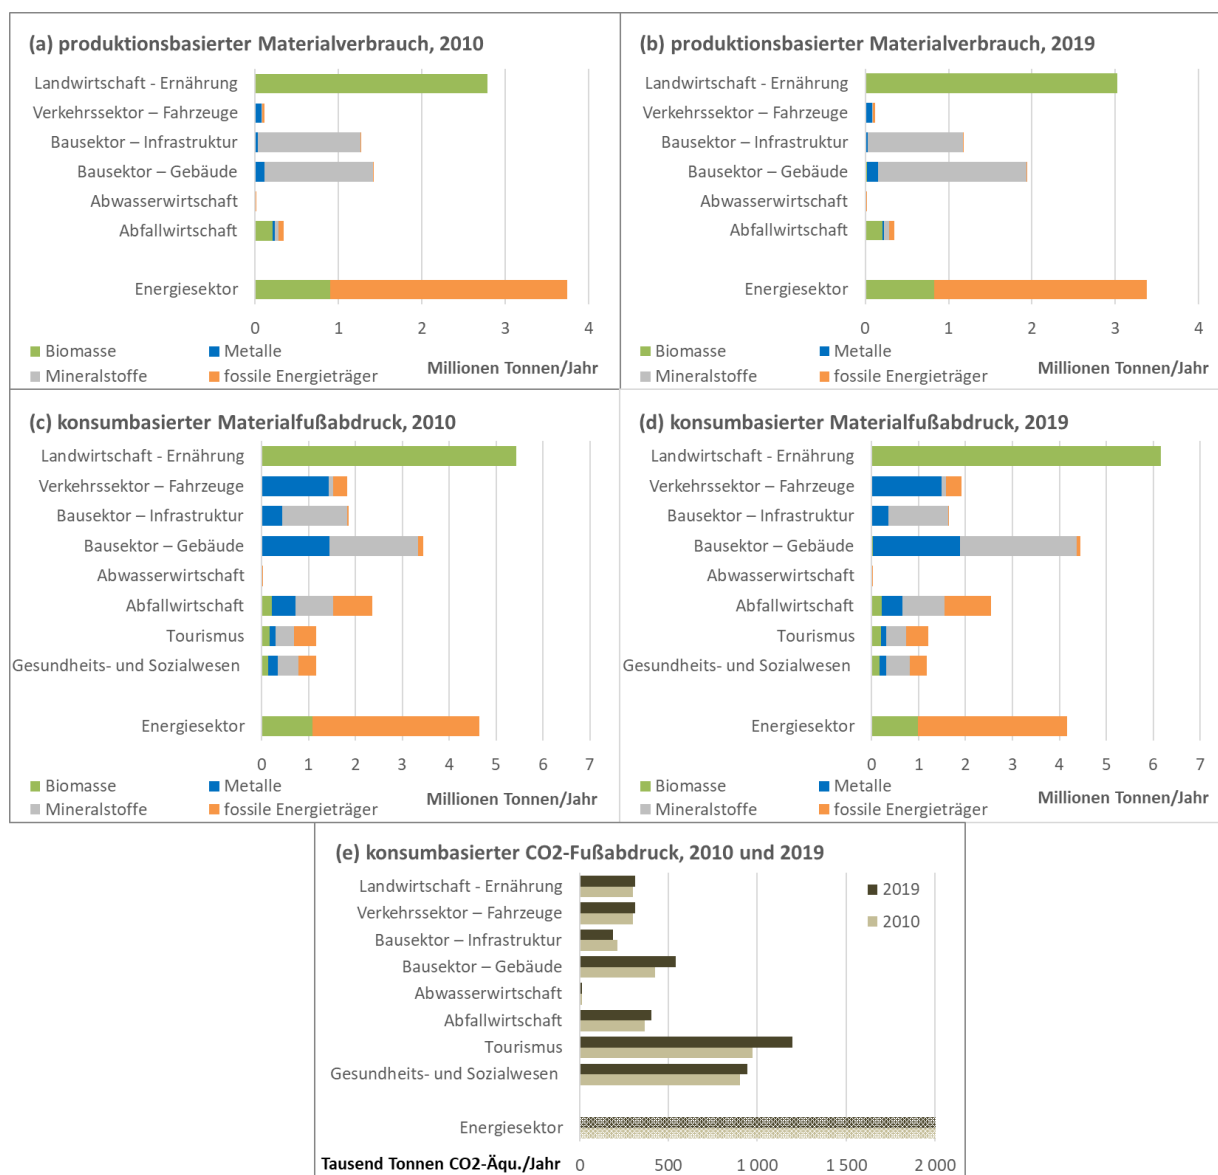 (a) produktionsbasierter Materialverbrauch, 2010
Landwirtschaft - Ernährung
Verkehrssektor – Fahrzeuge
Bausektor – Infrastruktur
Bausektor – Gebäude
Abwasserwirtschaft
Abfallwirtschaft
Energiesektor
0 1 2 3 4
Biomasse Metalle
Mineralstoffe fossile Energieträger
Millionen Tonnen/Jahr
(b) produktionsbasierter Materialverbrauch, 2019
Landwirtschaft - Ernährung
Verkehrssektor – Fahrzeuge
Bausektor – Infrastruktur
Bausektor – Gebäude
Abwasserwirtschaft
Abfallwirtschaft
Energiesektor
0 1 2 3 4
Biomasse Metalle
Mineralstoffe fossile Energieträger
Millionen Tonnen/Jahr
(c) konsumbasierter Materialfußabdruck, 2010
Landwirtschaft - Ernährung
Verkehrssektor – Fahrzeuge
Bausektor – Infrastruktur
Bausektor – Gebäude
Abwasserwirtschaft
Abfallwirtschaft
Tourismus
Gesundheits- und Sozialwesen
Energiesektor
0 1 2 3 4 5 6 7
Biomasse Metalle
Mineralstoffe fossile Energieträger
Millionen Tonnen/Jahr
(d) konsumbasierter Materialfußabdruck, 2019
Landwirtschaft - Ernährung
Verkehrssektor – Fahrzeuge
Bausektor – Infrastruktur
Bausektor – Gebäude
Abwasserwirtschaft
Abfallwirtschaft
Tourismus
Gesundheits- und Sozialwesen
Energiesektor
0 1 2 3 4 5 6 7
Biomasse Metalle
Mineralstoffe fossile Energieträger
Millionen Tonnen/Jahr
(e) konsumbasierter CO2-Fußabdruck, 2010 und 2019
Landwirtschaft - Ernährung
Verkehrssektor – Fahrzeuge
Bausektor – Infrastruktur
Bausektor – Gebäude
Abwasserwirtschaft
Abfallwirtschaft
Tourismus
Gesundheits- und Sozialwesen
Energiesektor
2019
2010
Tausend Tonnen CO2-Äqu./Jahr 0 500 1 000 1 500 2 000